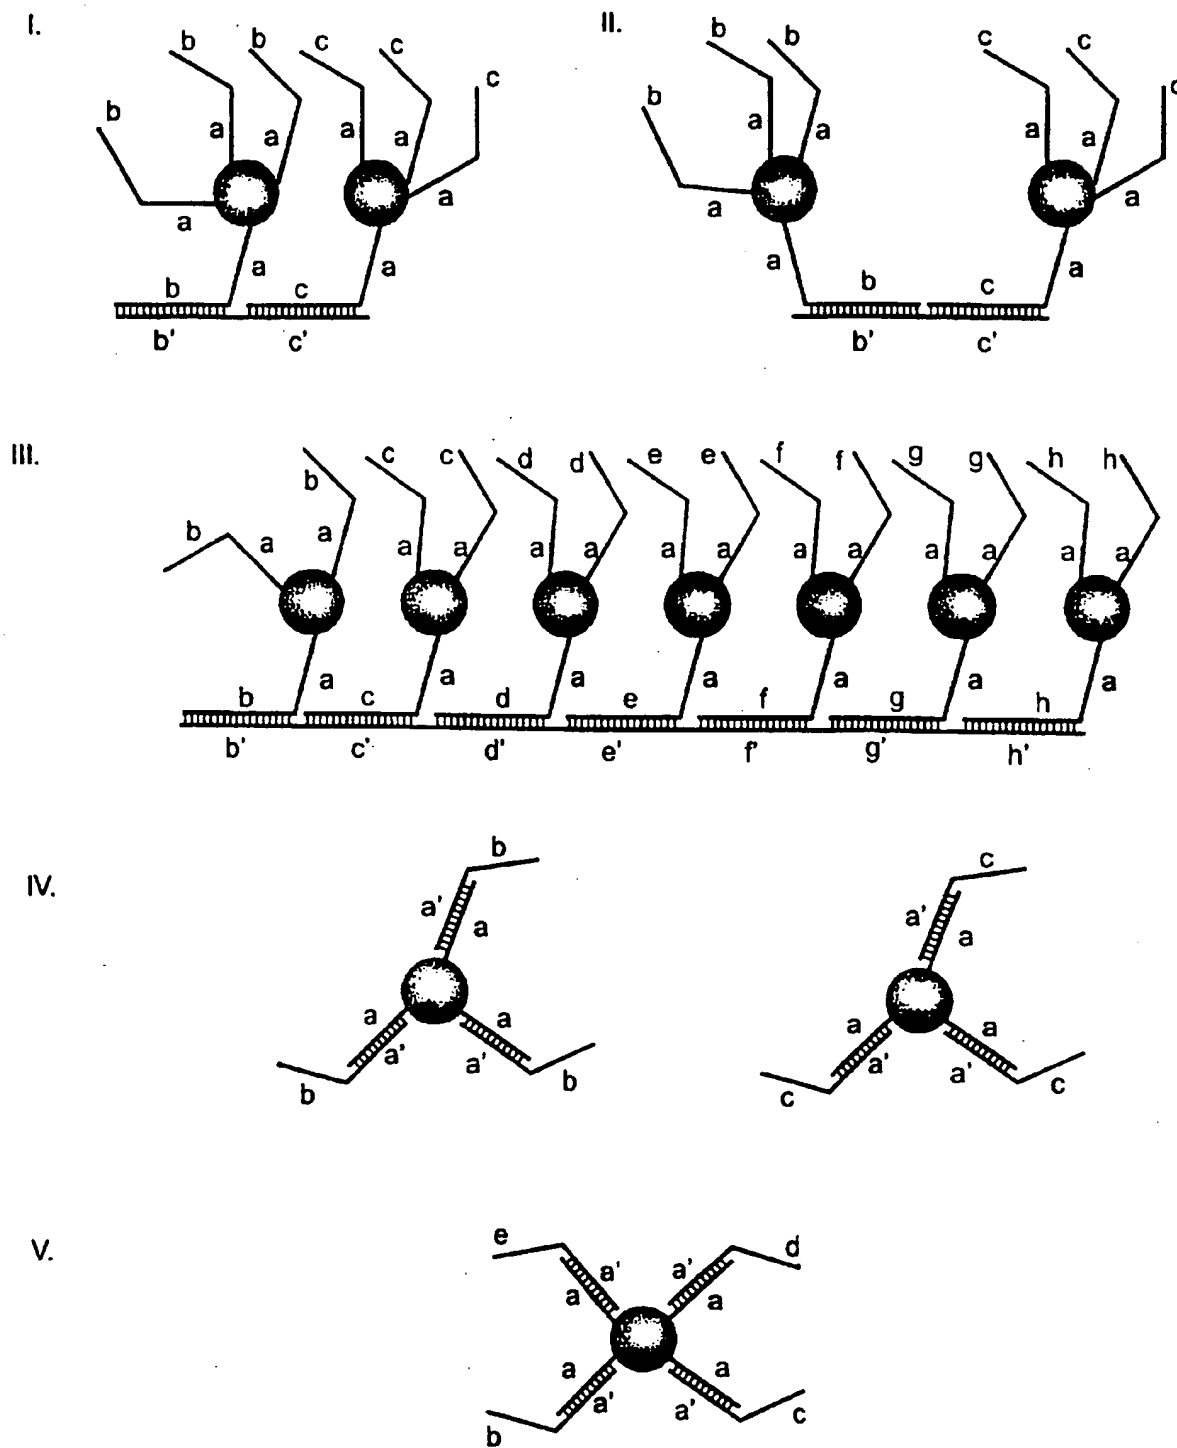 I.
b b c c c
b
a a a a
a a
a a
b c
b' c'
II.
b b c c
b c
a a a a
a a
a a
b c
b' c'
III.
b c c d d e e f f g g h h
b a a a a a a a a a a a a a a
a a a a a a a
b c d e f g h
b' c' d' e' f' g' h'
IV.
b
a' a
a a
a' a'
b b
c
a' a
a a
a' a'
c c
V.
e d
a' a'
a a
a a
a' a'
b c